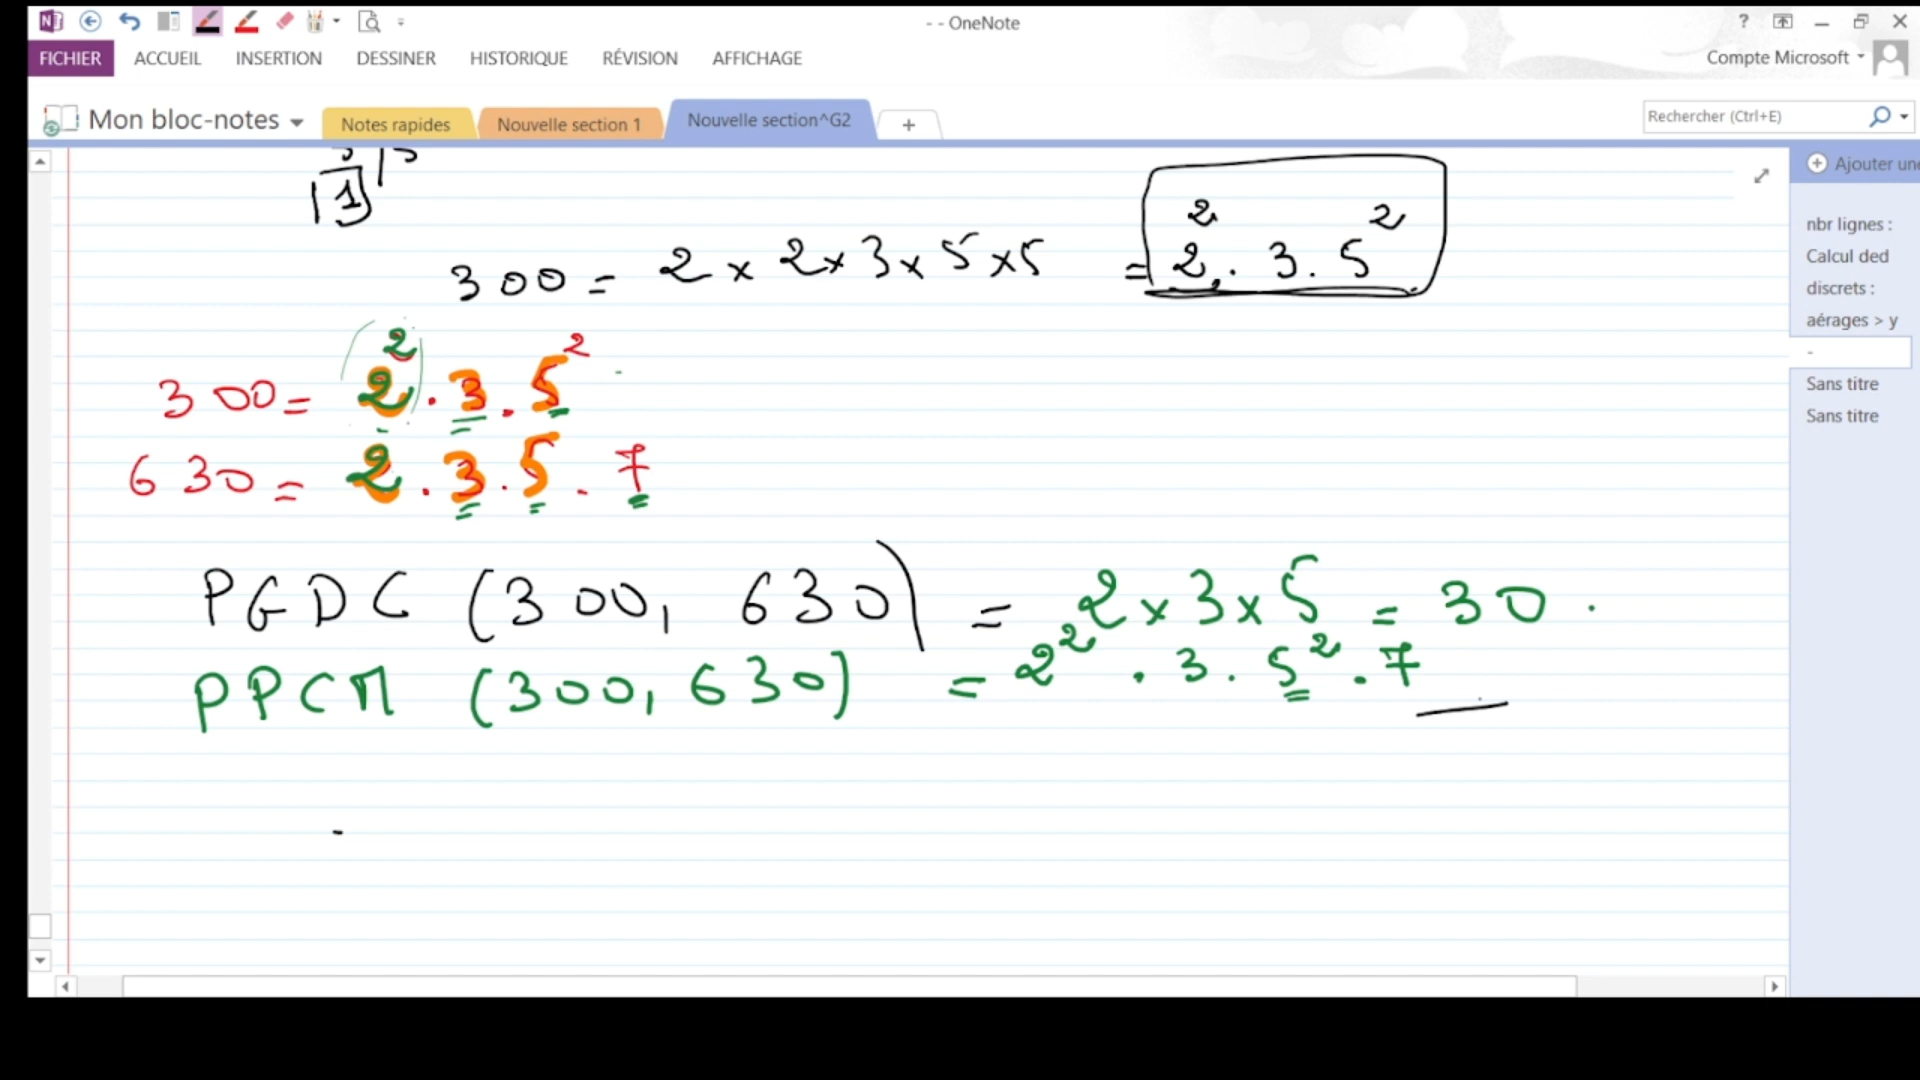 - - OneNote
?
FICHIER ACCUEIL INSERTION DESSINER HISTORIQUE RÉVISION AFFICHAGE
Compte Microsoft
Mon bloc-notes
Notes rapides
Nouvelle section 1
Nouvelle section^G2
+
Rechercher (Ctrl+E)
Ajouter une
nbr lignes :
Calcul ded
discrets :
aérages > y
-
Sans titre
Sans titre
1
300 = 2 x 2 x 3 x 5 x 5 = 2² . 3 . 5²
300 = 2² . 3 . 5²
630 = 2 . 3 . 5 . 7
PGDC (300, 630) = 2 x 3 x 5 = 30 .
PPCM (300, 630) = 2² . 3 . 5² . 7